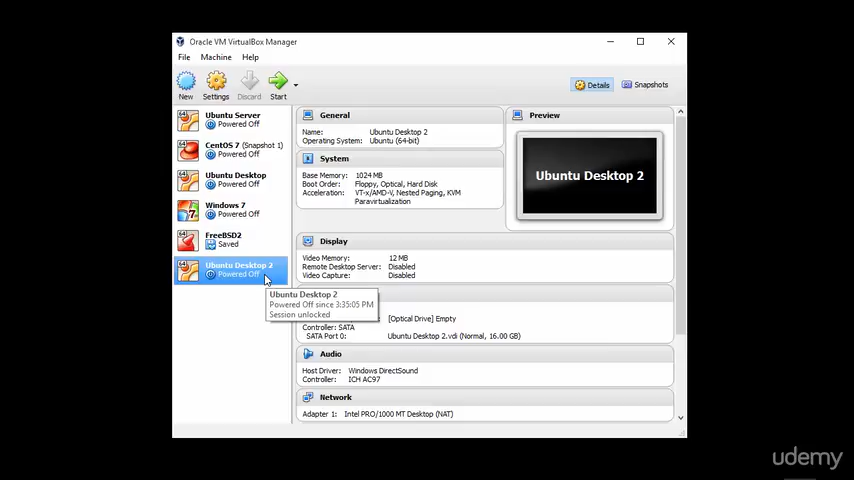 Oracle VM VirtualBox Manager
File Machine Help
New Settings Discard Start
Details Snapshots
64 Ubuntu Server
Powered Off
64 CentOS 7 (Snapshot 1)
Powered Off
64 Ubuntu Desktop
Powered Off
Windows 7
Powered Off
64 FreeBSD2
Saved
64 Ubuntu Desktop 2
Powered Off
Ubuntu Desktop 2
Powered Off since 3:35:05 PM
Session unlocked
General
Name: Ubuntu Desktop 2
Operating System: Ubuntu (64-bit)
System
Base Memory: 1024 MB
Boot Order: Floppy, Optical, Hard Disk
Acceleration: VT-x/AMD-V, Nested Paging, KVM
Paravirtualization
Preview
Ubuntu Desktop 2
Display
Video Memory: 12 MB
Remote Desktop Server: Disabled
Video Capture: Disabled
[Optical Drive] Empty
Controller: SATA
SATA Port 0: Ubuntu Desktop 2.vdi (Normal, 16.00 GB)
Audio
Host Driver: Windows DirectSound
Controller: ICH AC97
Network
Adapter 1: Intel PRO/1000 MT Desktop (NAT)
udemy